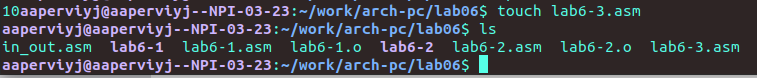 10aapervíyj@aapervíyj--NPI-03-23:~/work/arch-pc/lab06$ touch lab6-3.asm
aaperviyj@aaperviyj--NPI-03-23:~/work/arch-pc/lab06$ ls
in_out.asm  lab6-1  lab6-1.asm  lab6-1.o  lab6-2  lab6-2.asm  lab6-2.o  lab6-3.asm
aaperviyj@aaperviyj--NPI-03-23:~/work/arch-pc/lab06$